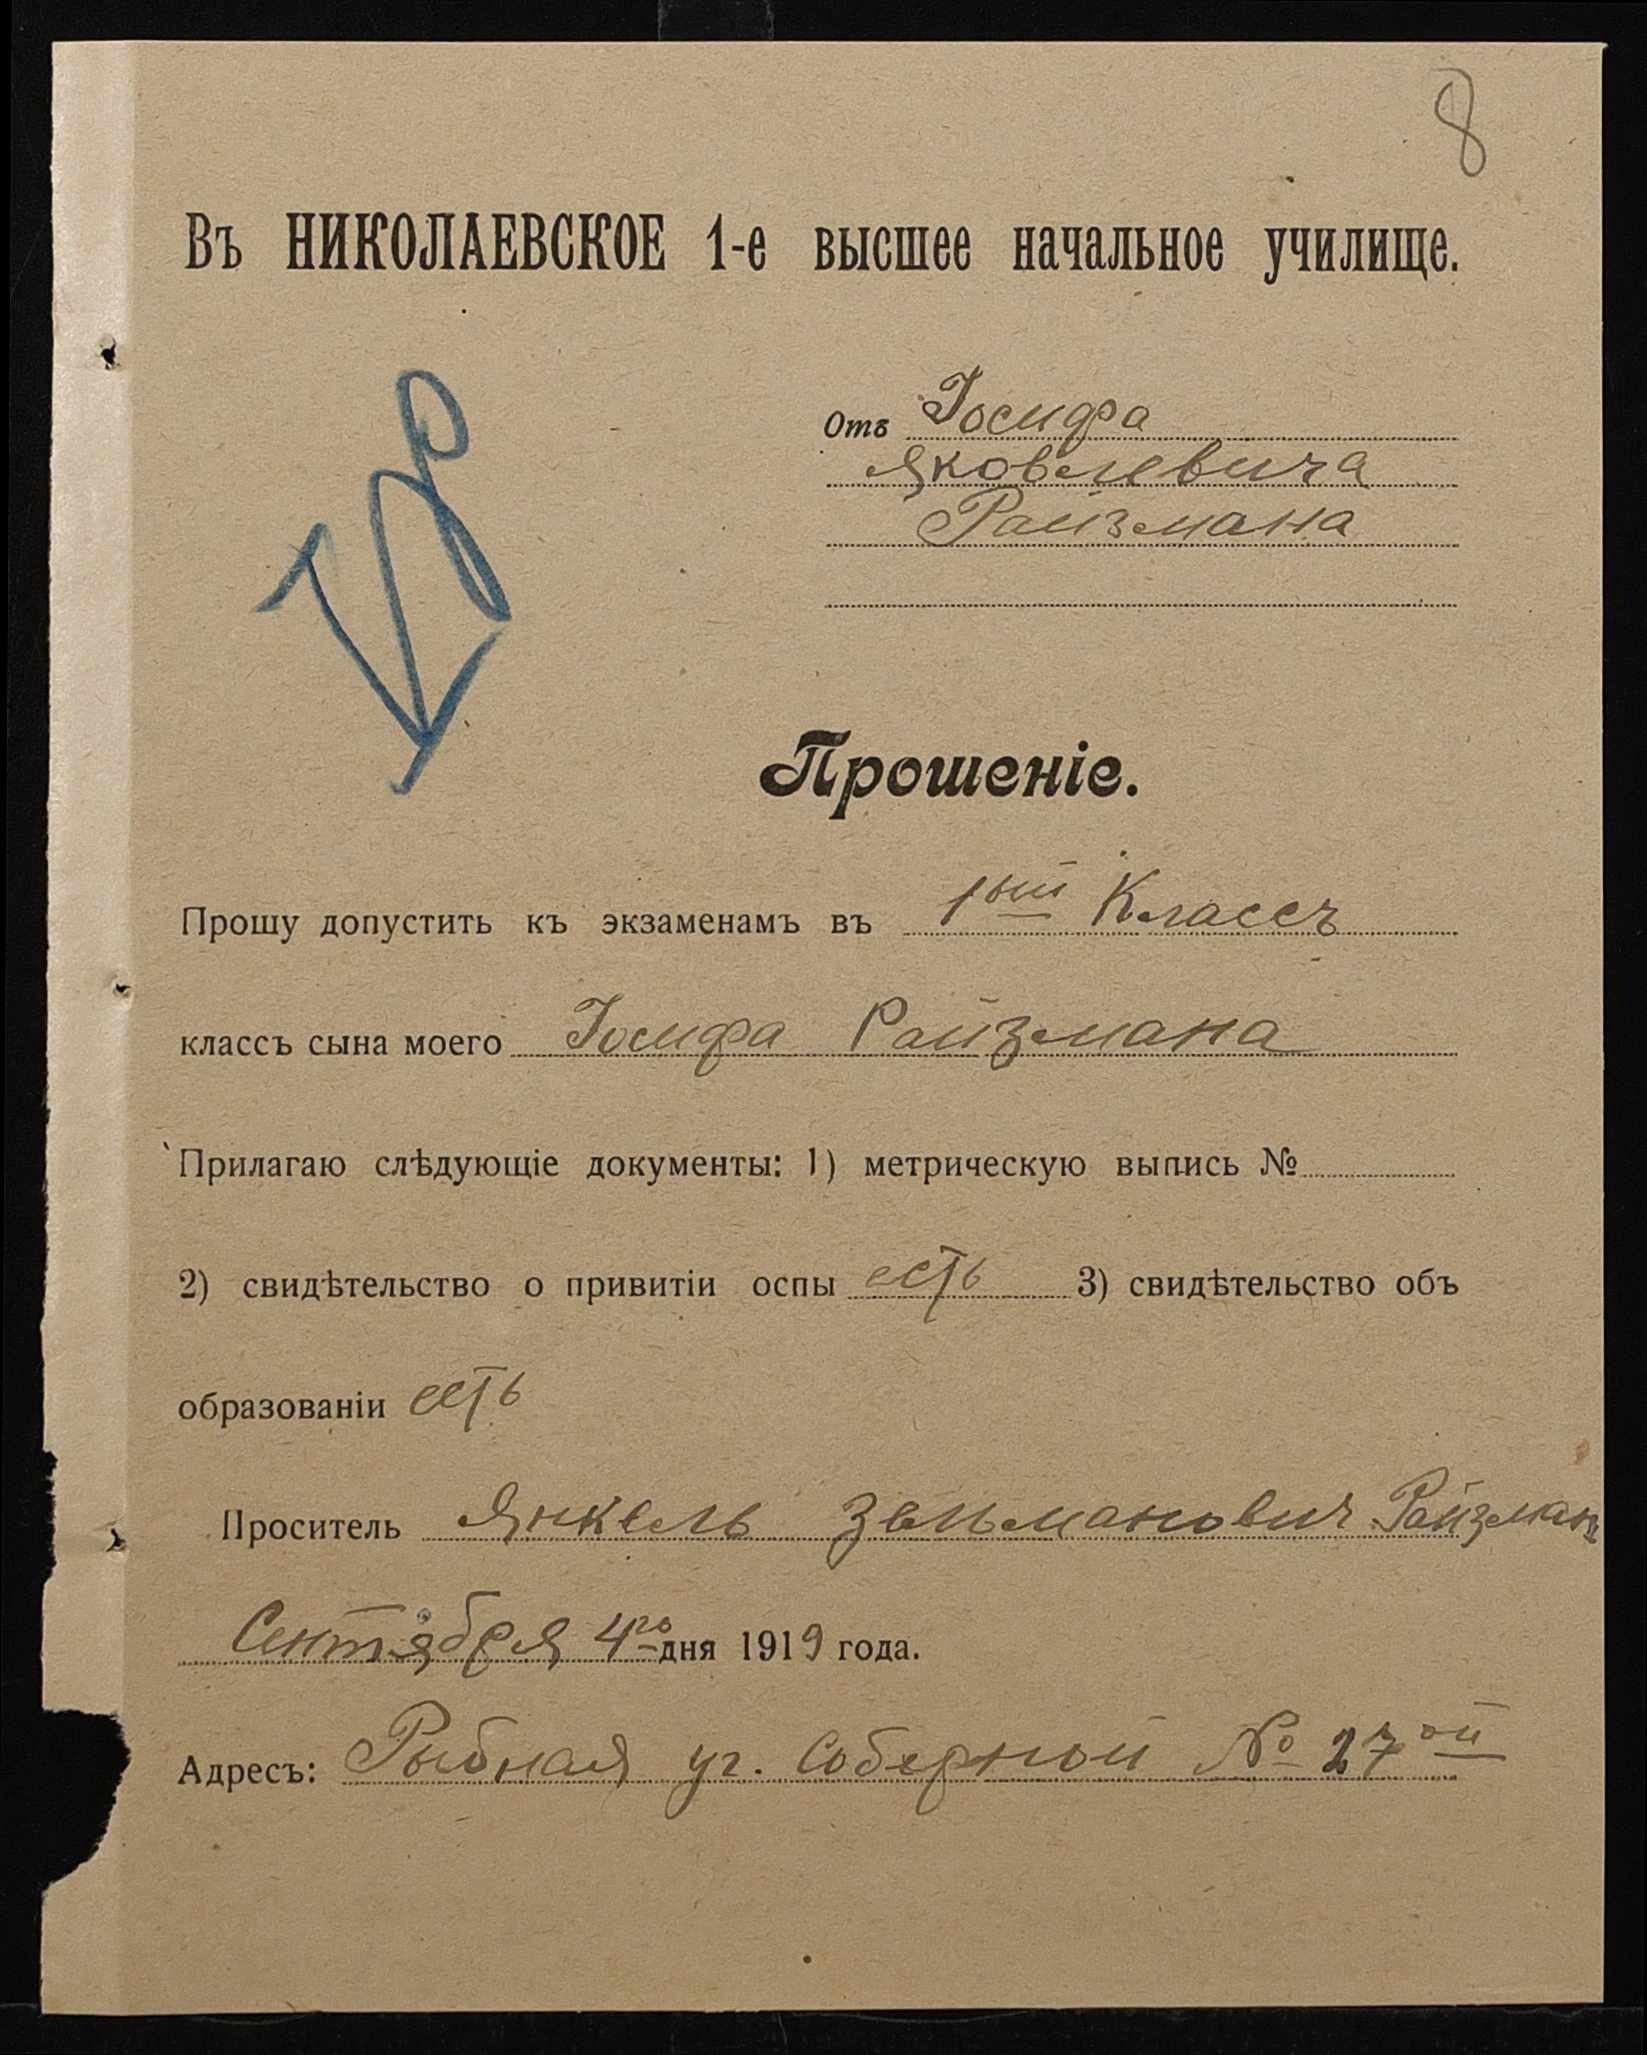 8
Въ НИКОЛАЕВСКОЕ 1-е высшее начальное училище.
Отъ Іосифа
Яковлевича
Райзмана
Прошеніе.
Прошу допустить къ экзаменамъ въ 1ый Классъ
классъ сына моего Іосифа Райзмана
Прилагаю слѣдующіе документы: 1) метрическую выпись №
2) свидѣтельство о привитіи оспы есть 3) свидѣтельство объ
образованіи есть
Проситель Янкель Зельманович Райзман
Сентября 4го дня 1919 года.
Адресъ: Рыбная уг. Соберной № 27ой